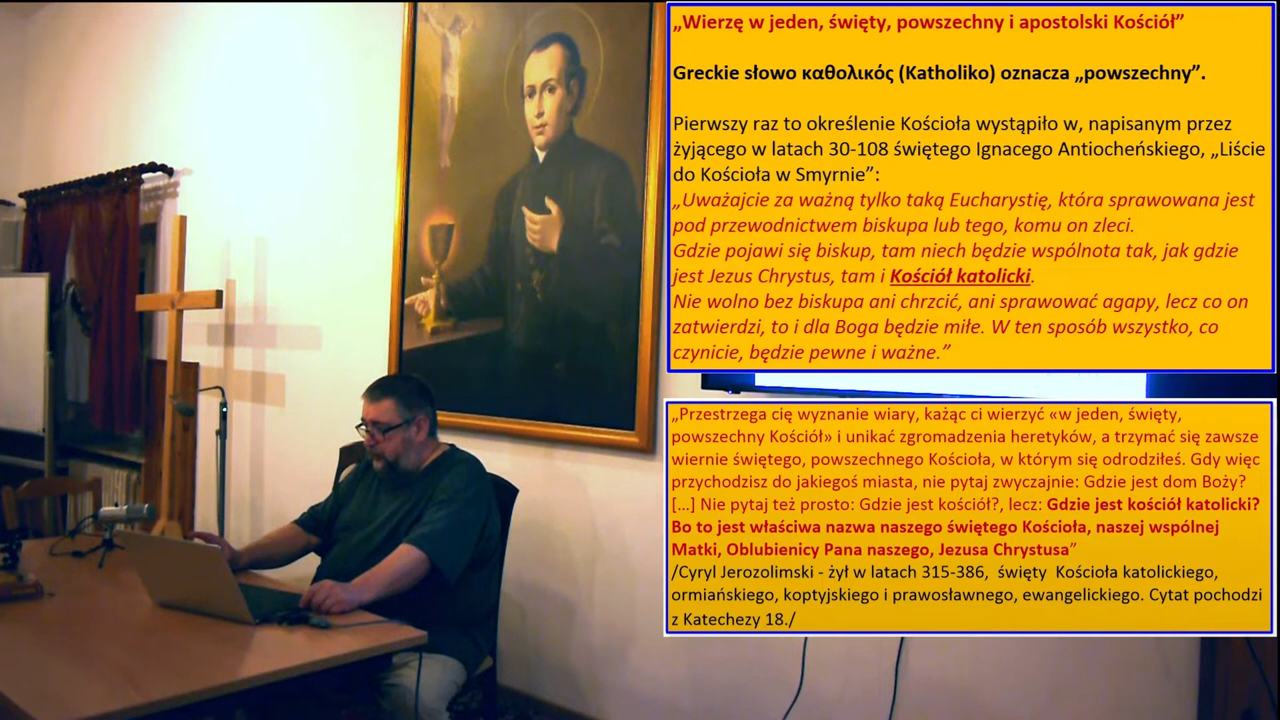 „Wierzę w jeden, święty, powszechny i apostolski Kościół”
Greckie słowo καθολικός (Katholiko) oznacza „powszechny”.
Pierwszy raz to określenie Kościoła wystąpiło w, napisanym przez
żyjącego w latach 30-108 świętego Ignacego Antiocheńskiego, „Liście
do Kościoła w Smyrnie”:
„Uważajcie za ważną tylko taką Eucharystię, która sprawowana jest
pod przewodnictwem biskupa lub tego, komu on zleci.
Gdzie pojawi się biskup, tam niech będzie wspólnota tak, jak gdzie
jest Jezus Chrystus, tam i Kościół katolicki.
Nie wolno bez biskupa ani chrzcić, ani sprawować agapy, lecz co on
zatwierdzi, to i dla Boga będzie miłe. W ten sposób wszystko, co
czynicie, będzie pewne i ważne.”
„Przestrzega cię wyznanie wiary, każąc ci wierzyć «w jeden, święty,
powszechny Kościół» i unikać zgromadzenia heretyków, a trzymać się zawsze
wiernie świętego, powszechnego Kościoła, w którym się odrodziłeś. Gdy więc
przychodzisz do jakiegoś miasta, nie pytaj zwyczajnie: Gdzie jest dom Boży?
[…] Nie pytaj też prosto: Gdzie jest kościół?, lecz: Gdzie jest kościół katolicki?
Bo to jest właściwa nazwa naszego świętego Kościoła, naszej wspólnej
Matki, Oblubienicy Pana naszego, Jezusa Chrystusa”
/Cyryl Jerozolimski - żył w latach 315-386, święty Kościoła katolickiego,
ormiańskiego, koptyjskiego i prawosławnego, ewangelickiego. Cytat pochodzi
z Katechezy 18./